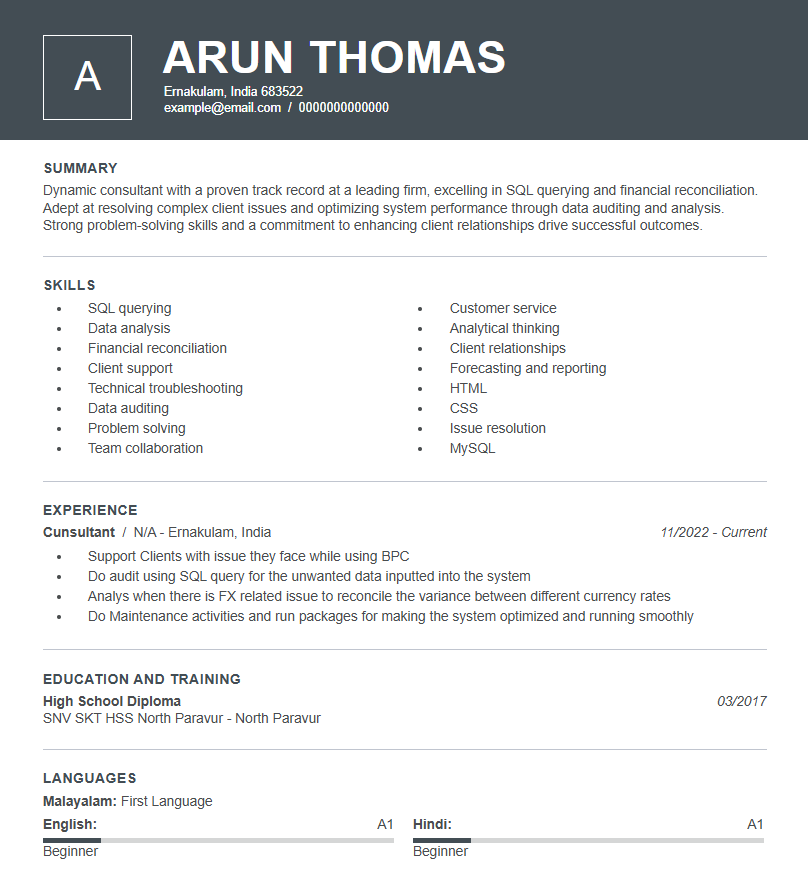 A
ARUN THOMAS
Ernakulam, India 683522
example@email.com / 0000000000000
SUMMARY
Dynamic consultant with a proven track record at a leading firm, excelling in SQL querying and financial reconciliation.
Adept at resolving complex client issues and optimizing system performance through data auditing and analysis.
Strong problem-solving skills and a commitment to enhancing client relationships drive successful outcomes.
SKILLS
• SQL querying
• Data analysis
• Financial reconciliation
• Client support
• Technical troubleshooting
• Data auditing
• Problem solving
• Team collaboration
• Customer service
• Analytical thinking
• Client relationships
• Forecasting and reporting
• HTML
• CSS
• Issue resolution
• MySQL
EXPERIENCE
Cunsultant / N/A - Ernakulam, India 11/2022 - Current
• Support Clients with issue they face while using BPC
• Do audit using SQL query for the unwanted data inputted into the system
• Analys when there is FX related issue to reconcile the variance between different currency rates
• Do Maintenance activities and run packages for making the system optimized and running smoothly
EDUCATION AND TRAINING
High School Diploma 03/2017
SNV SKT HSS North Paravur - North Paravur
LANGUAGES
Malayalam: First Language
English: A1
Beginner
Hindi: A1
Beginner